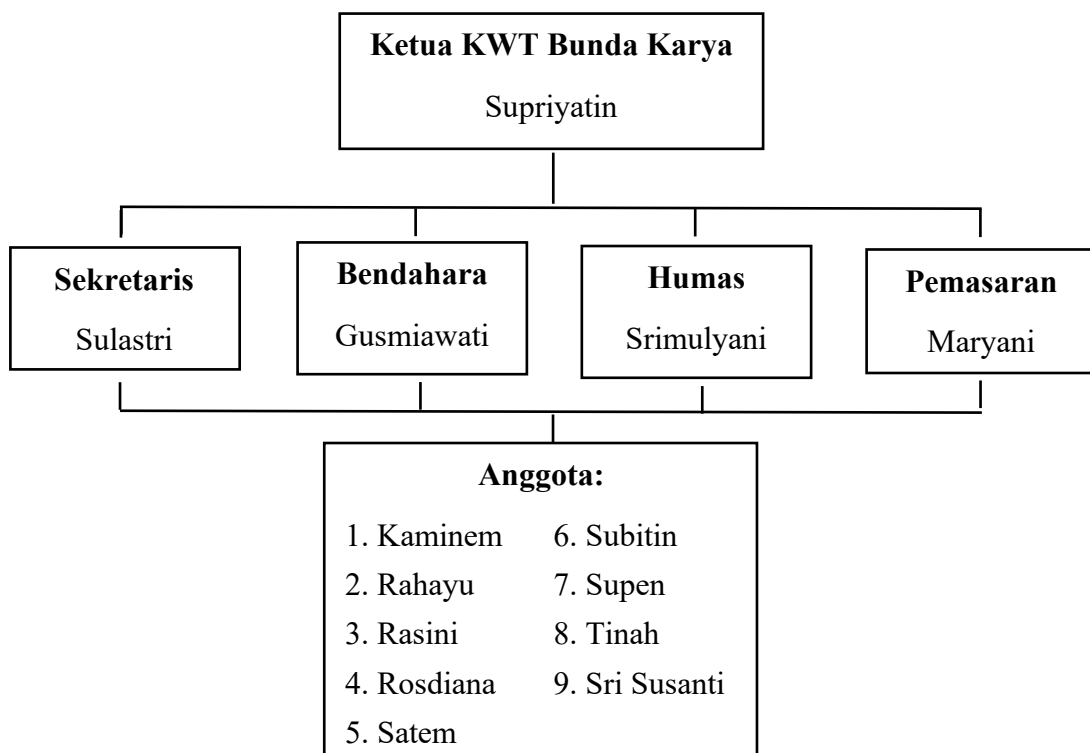 Ketua KWT Bunda Karya
Supriyatin
Sekretaris
Sulastri
Bendahara
Gusmiawati
Humas
Srimulyani
Pemasaran
Maryani
Anggota:
1. Kaminem
2. Rahayu
3. Rasini
4. Rosdiana
5. Satem
6. Subitin
7. Supen
8. Tinah
9. Sri Susanti